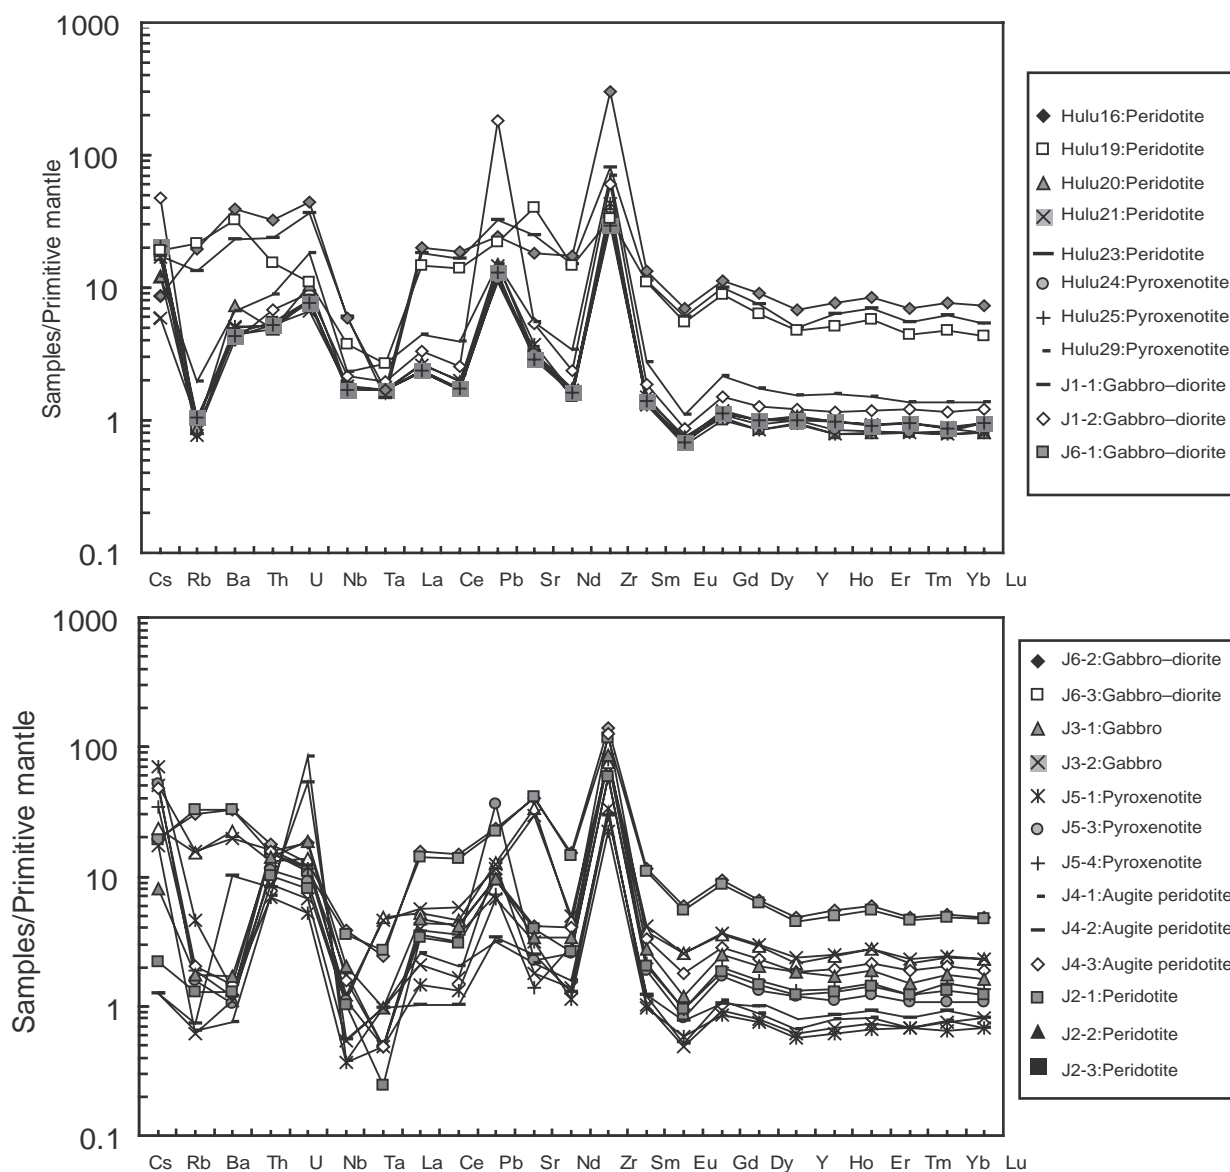 1000
100
10
1
0.1
Samples/Primitive mantle
Cs Rb Ba Th U Nb Ta La Ce Pb Sr Nd Zr Sm Eu Gd Dy Y Ho Er Tm Yb Lu
Hulu16:Peridotite
Hulu19:Peridotite
Hulu20:Peridotite
Hulu21:Peridotite
Hulu23:Peridotite
Hulu24:Pyroxenotite
Hulu25:Pyroxenotite
Hulu29:Pyroxenotite
J1-1:Gabbro–diorite
J1-2:Gabbro–diorite
J6-1:Gabbro–diorite
1000
100
10
1
0.1
Samples/Primitive mantle
Cs Rb Ba Th U Nb Ta La Ce Pb Sr Nd Zr Sm Eu Gd Dy Y Ho Er Tm Yb Lu
J6-2:Gabbro–diorite
J6-3:Gabbro–diorite
J3-1:Gabbro
J3-2:Gabbro
J5-1:Pyroxenotite
J5-3:Pyroxenotite
J5-4:Pyroxenotite
J4-1:Augite peridotite
J4-2:Augite peridotite
J4-3:Augite peridotite
J2-1:Peridotite
J2-2:Peridotite
J2-3:Peridotite